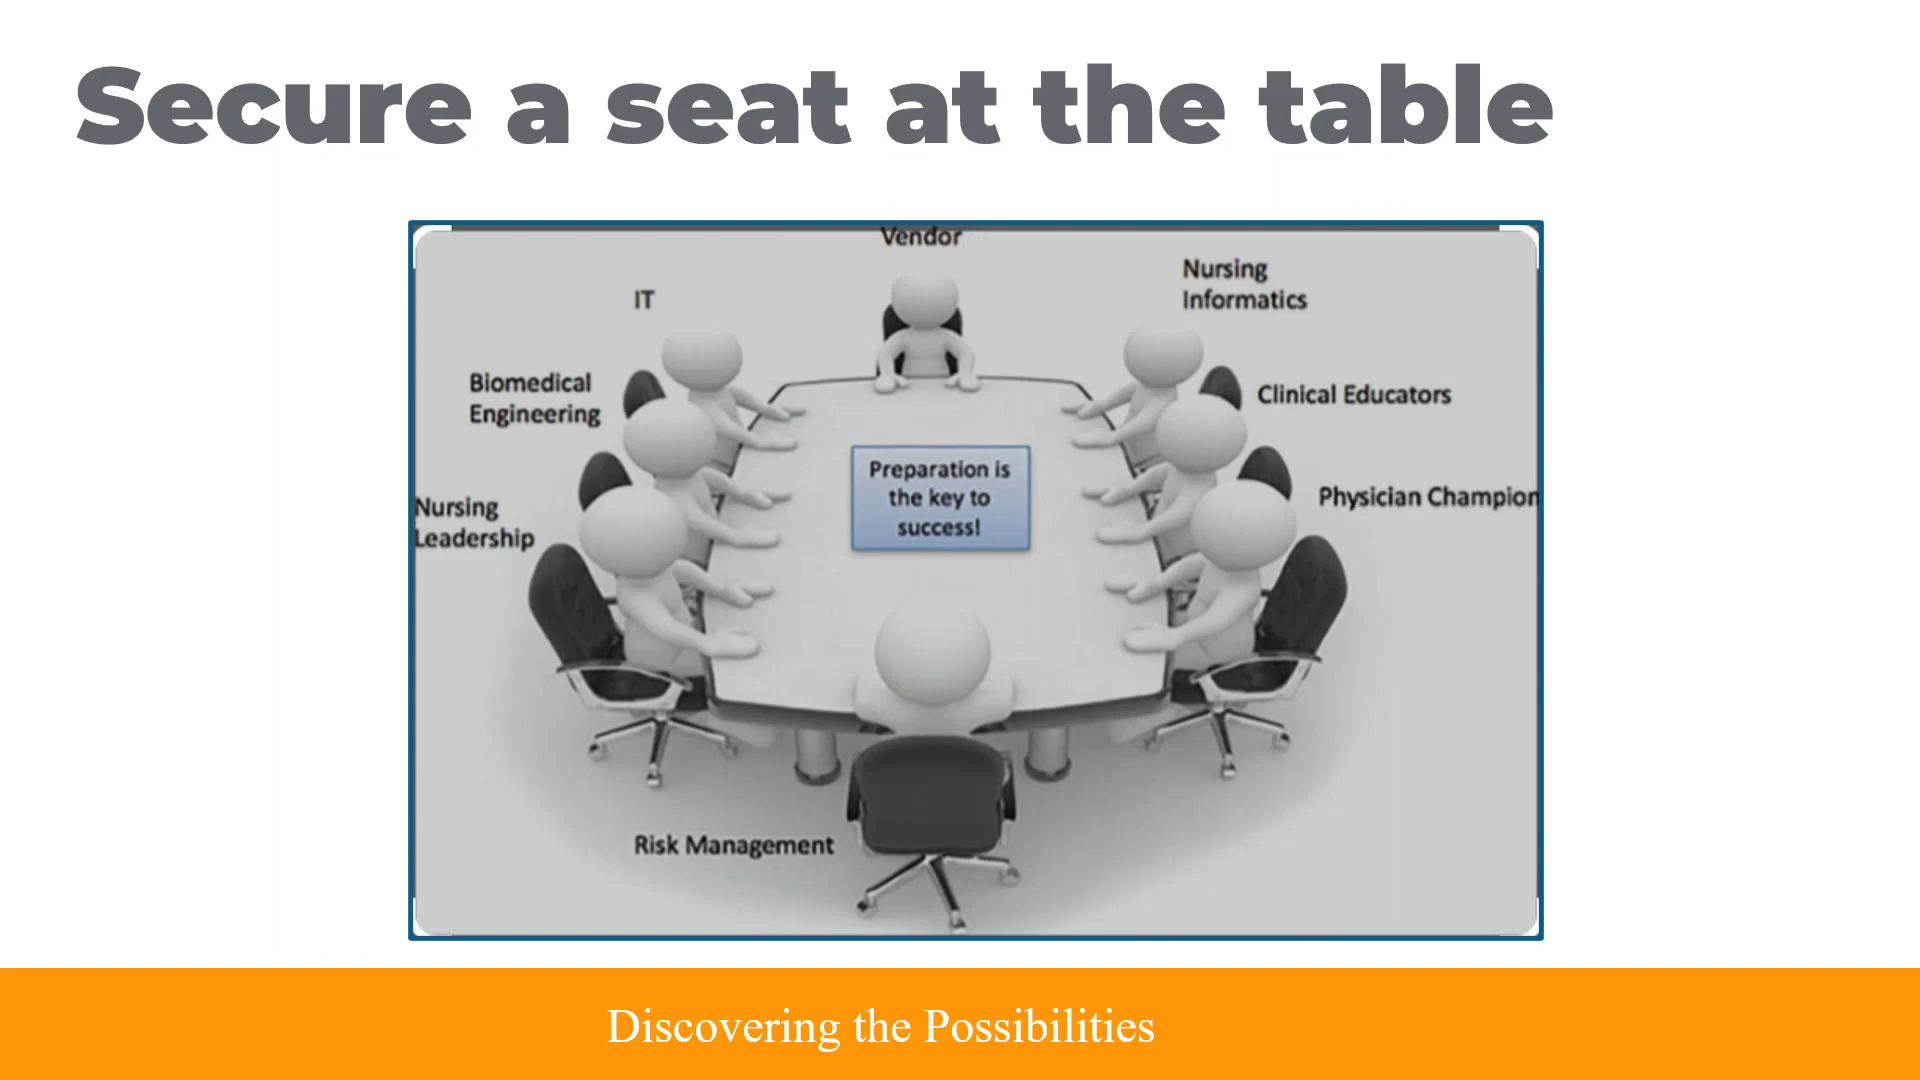 Secure a seat at the table
Vendor
IT
Nursing
Informatics
Biomedical
Engineering
Clinical Educators
Nursing
Leadership
Physician Champion
Preparation is
the key to
success!
Risk Management
Discovering the Possibilities